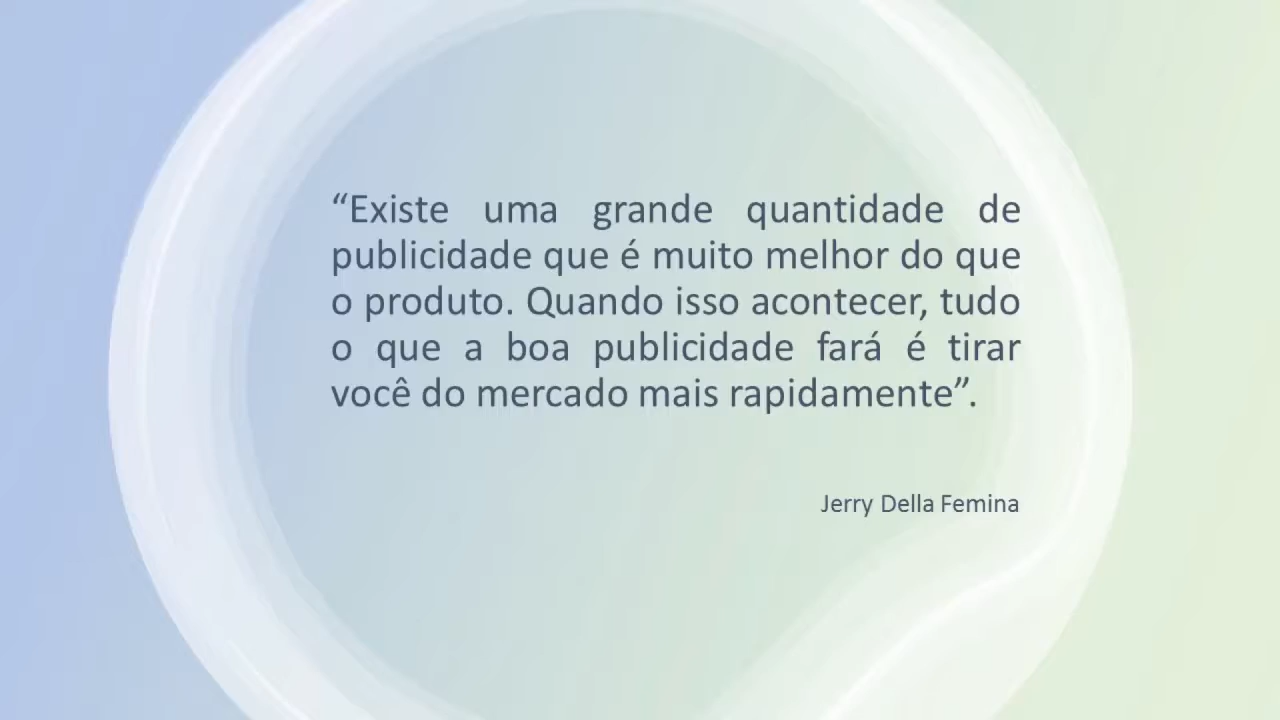 “Existe uma grande quantidade de
publicidade que é muito melhor do que
o produto. Quando isso acontecer, tudo
o que a boa publicidade fará é tirar
você do mercado mais rapidamente”.
Jerry Della Femina